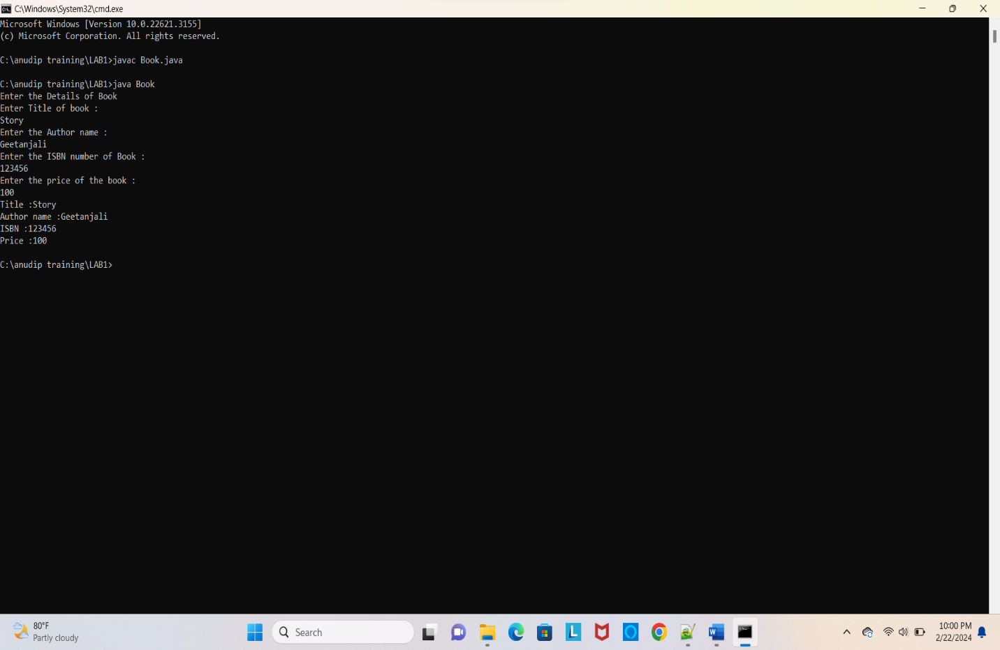 C:\Windows\System32\cmd.exe
Microsoft Windows [Version 10.0.22621.3155]
(c) Microsoft Corporation. All rights reserved.
C:\anudip training\LAB1>javac Book.java
C:\anudip training\LAB1>java Book
Enter the Details of Book
Enter Title of book :
Story
Enter the Author name :
Geetanjali
Enter the ISBN number of Book :
123456
Enter the price of the book :
100
Title :Story
Author name :Geetanjali
ISBN :123456
Price :100
C:\anudip training\LAB1>
80°F
Partly cloudy
Search
10:00 PM
2/22/2024